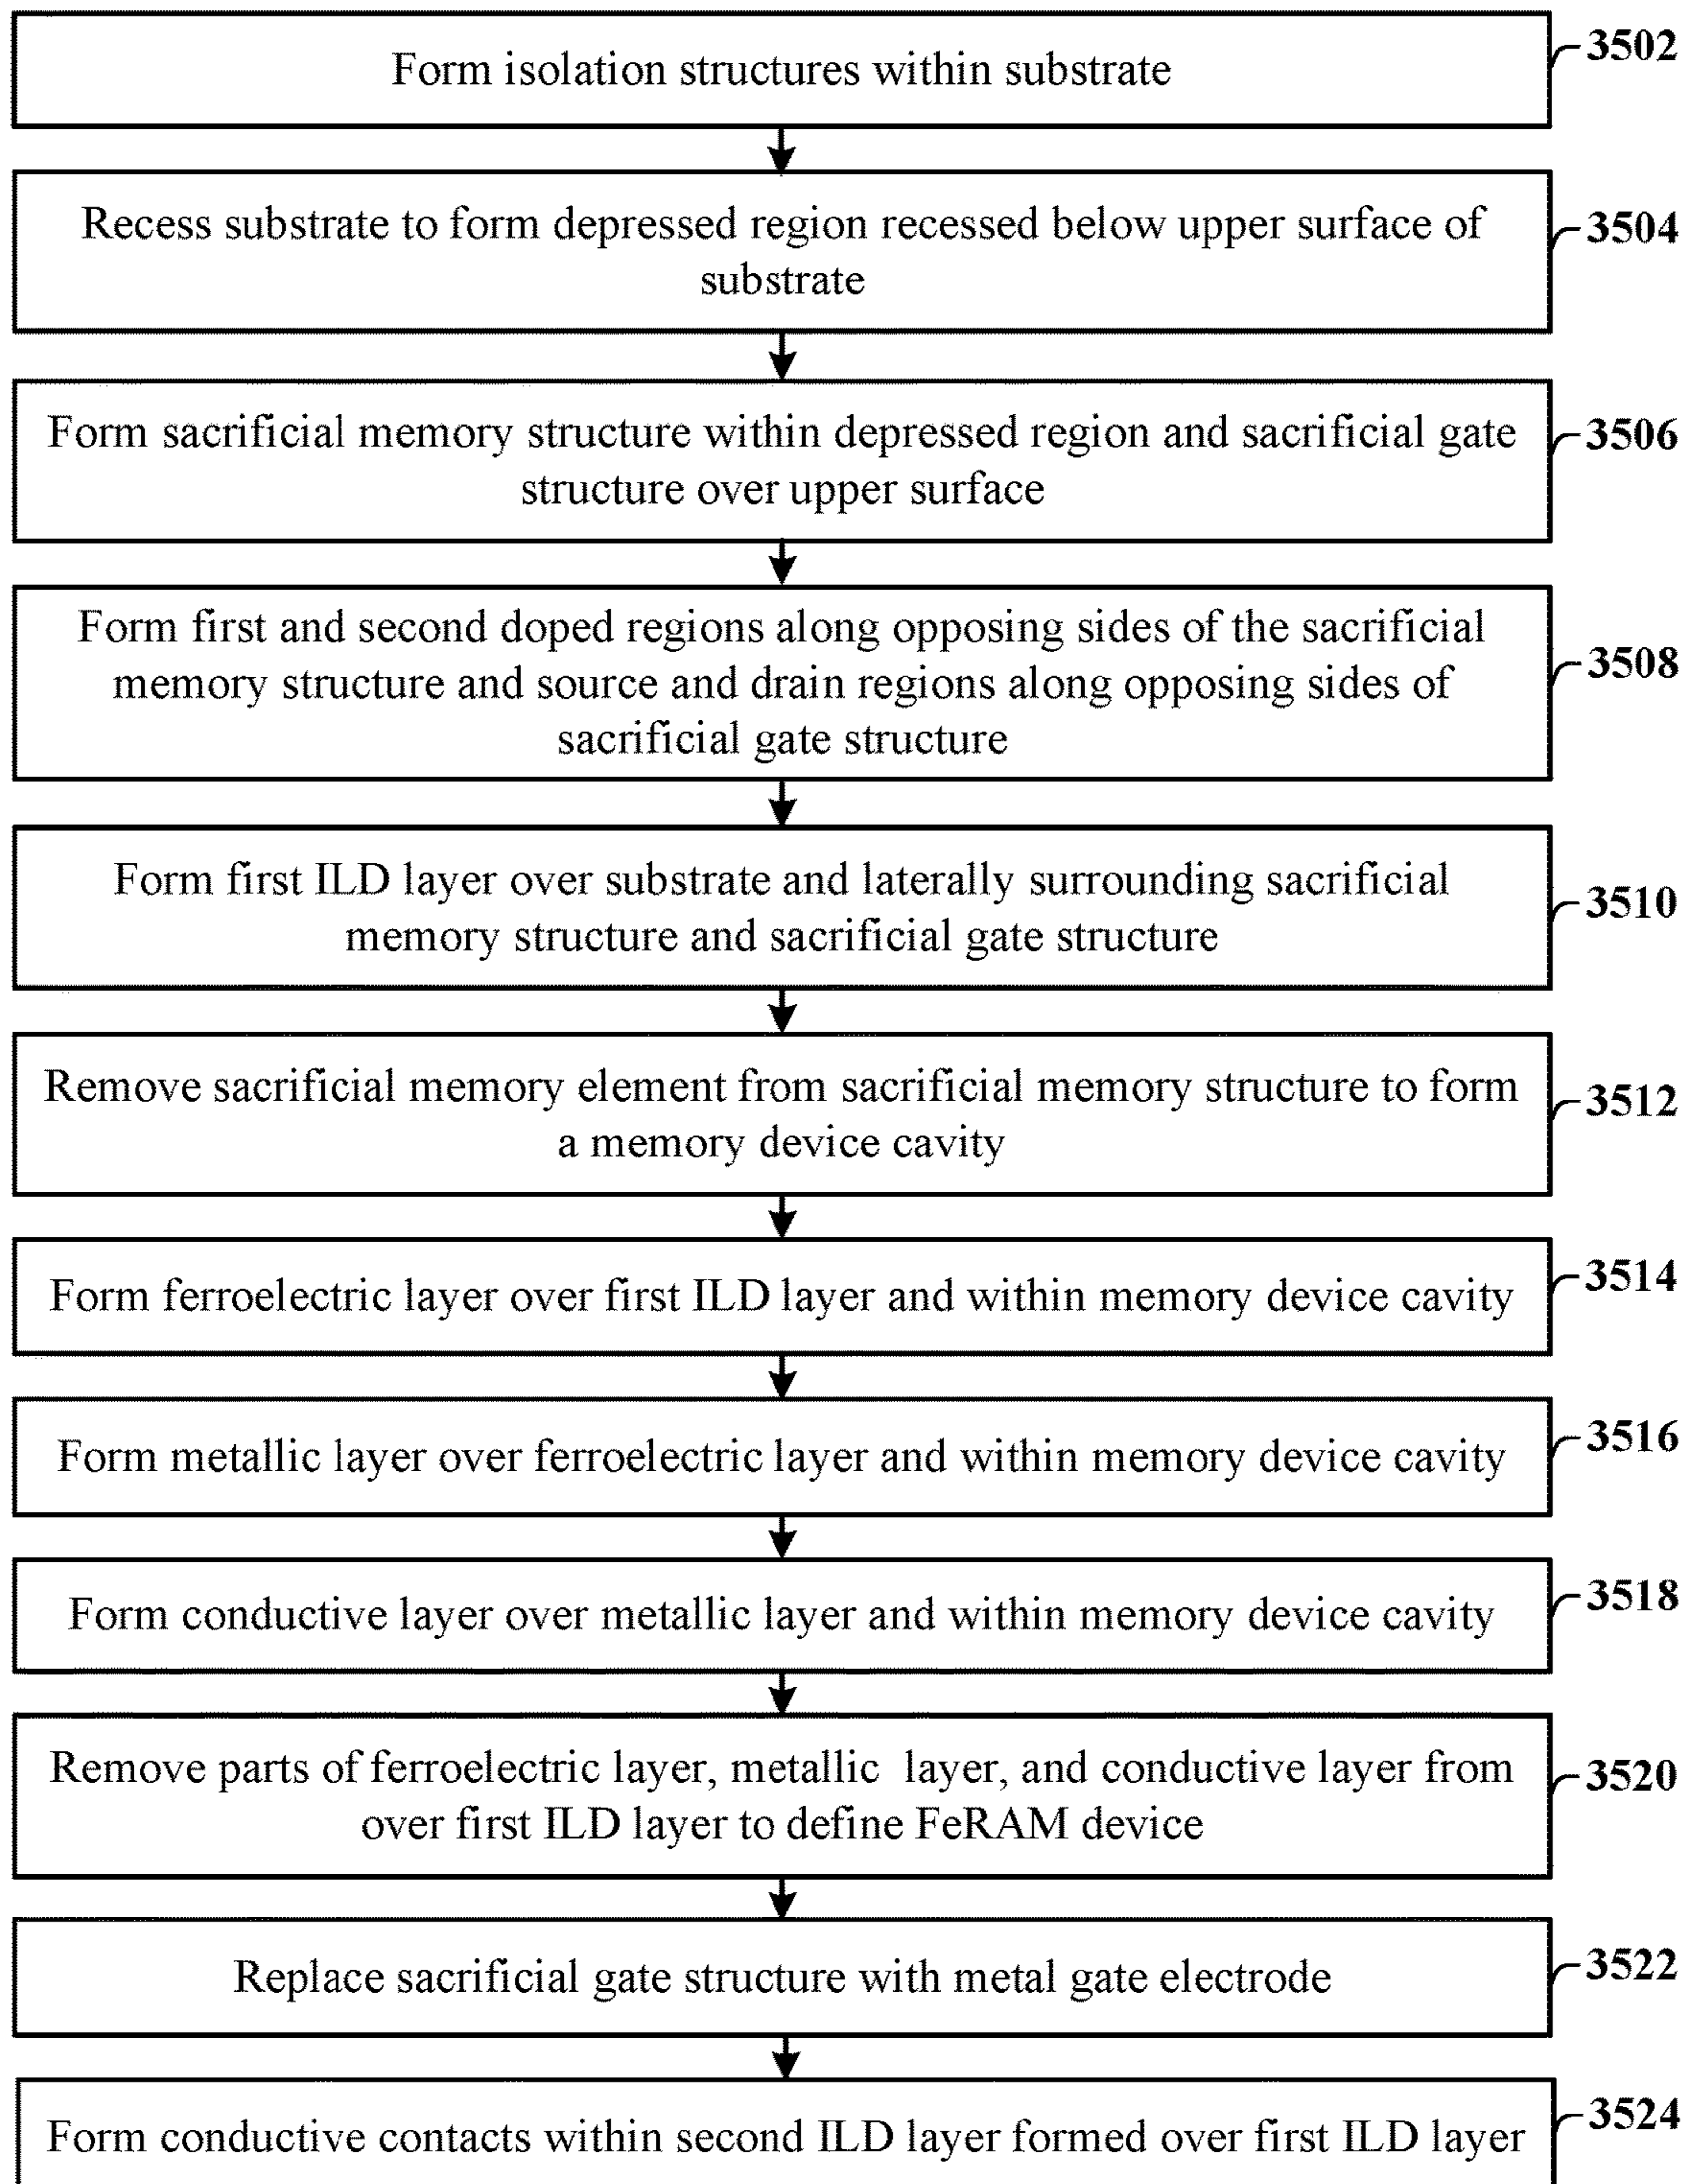 Form isolation structures within substrate
3502
Recess substrate to form depressed region recessed below upper surface of
substrate
3504
Form sacrificial memory structure within depressed region and sacrificial gate
structure over upper surface
3506
Form first and second doped regions along opposing sides of the sacrificial
memory structure and source and drain regions along opposing sides of
sacrificial gate structure
3508
Form first ILD layer over substrate and laterally surrounding sacrificial
memory structure and sacrificial gate structure
3510
Remove sacrificial memory element from sacrificial memory structure to form
a memory device cavity
3512
Form ferroelectric layer over first ILD layer and within memory device cavity
3514
Form metallic layer over ferroelectric layer and within memory device cavity
3516
Form conductive layer over metallic layer and within memory device cavity
3518
Remove parts of ferroelectric layer, metallic layer, and conductive layer from
over first ILD layer to define FeRAM device
3520
Replace sacrificial gate structure with metal gate electrode
3522
Form conductive contacts within second ILD layer formed over first ILD layer
3524